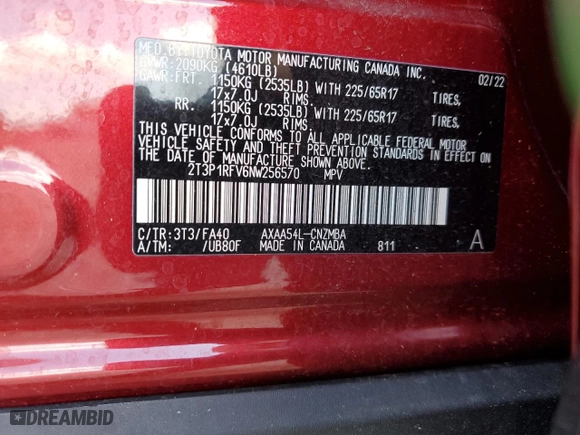 MFD. BY: TOYOTA MOTOR MANUFACTURING CANADA INC.
GVWR: 2090KG (4610LB) 02/22
GAWR: FRT. 1150KG (2535LB) WITH 225/65R17 TIRES,
17x7.0J RIMS,
RR. 1150KG (2535LB) WITH 225/65R17 TIRES,
17x7.0J RIMS.
THIS VEHICLE CONFORMS TO ALL APPLICABLE FEDERAL MOTOR
VEHICLE SAFETY AND THEFT PREVENTION STANDARDS IN EFFECT
ON THE DATE OF MANUFACTURE SHOWN ABOVE.
2T3P1RFV6NW256570 MPV
C/TR: 3T3/FA40 AXAA54L-CNZMBA
A/TM: /UB80F MADE IN CANADA 811 A
DREAMBID